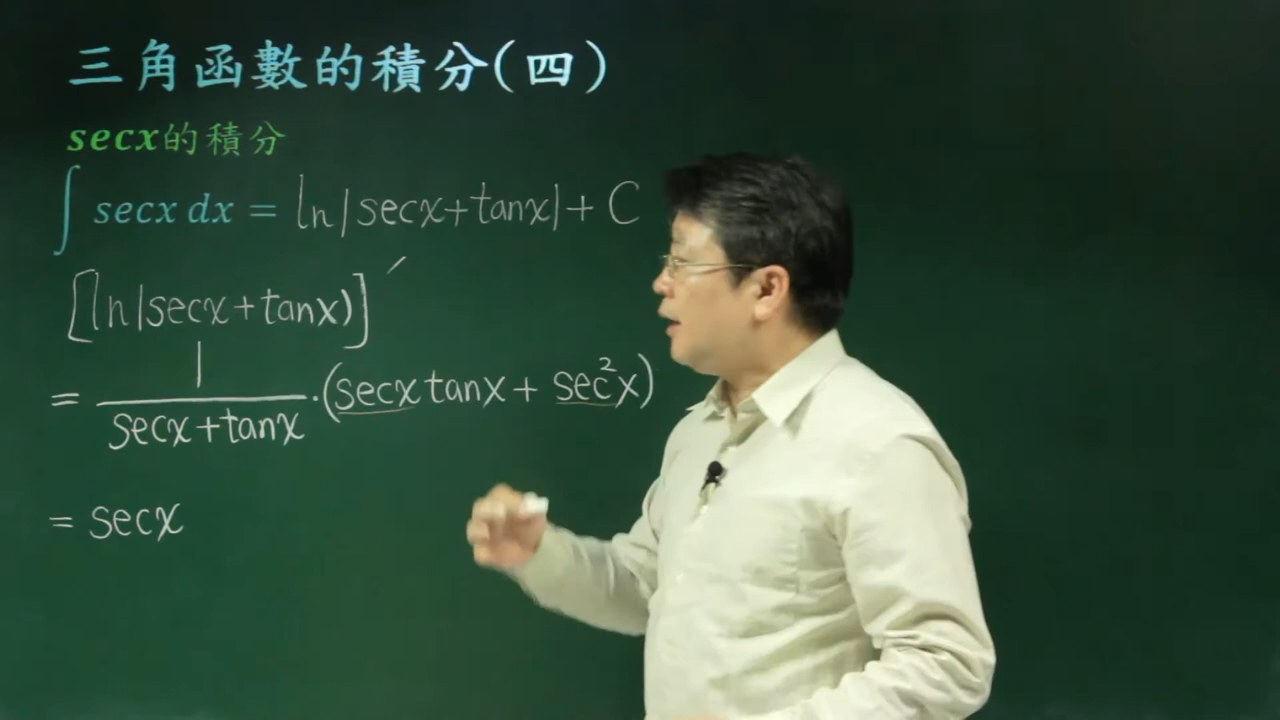 三角函數的積分(四)
secx的積分
∫ secx dx = ln|secx+tanx|+C
[ln|secx+tanx)]′
= 1/(secx+tanx)·(secx tanx + sec²x)
= secx